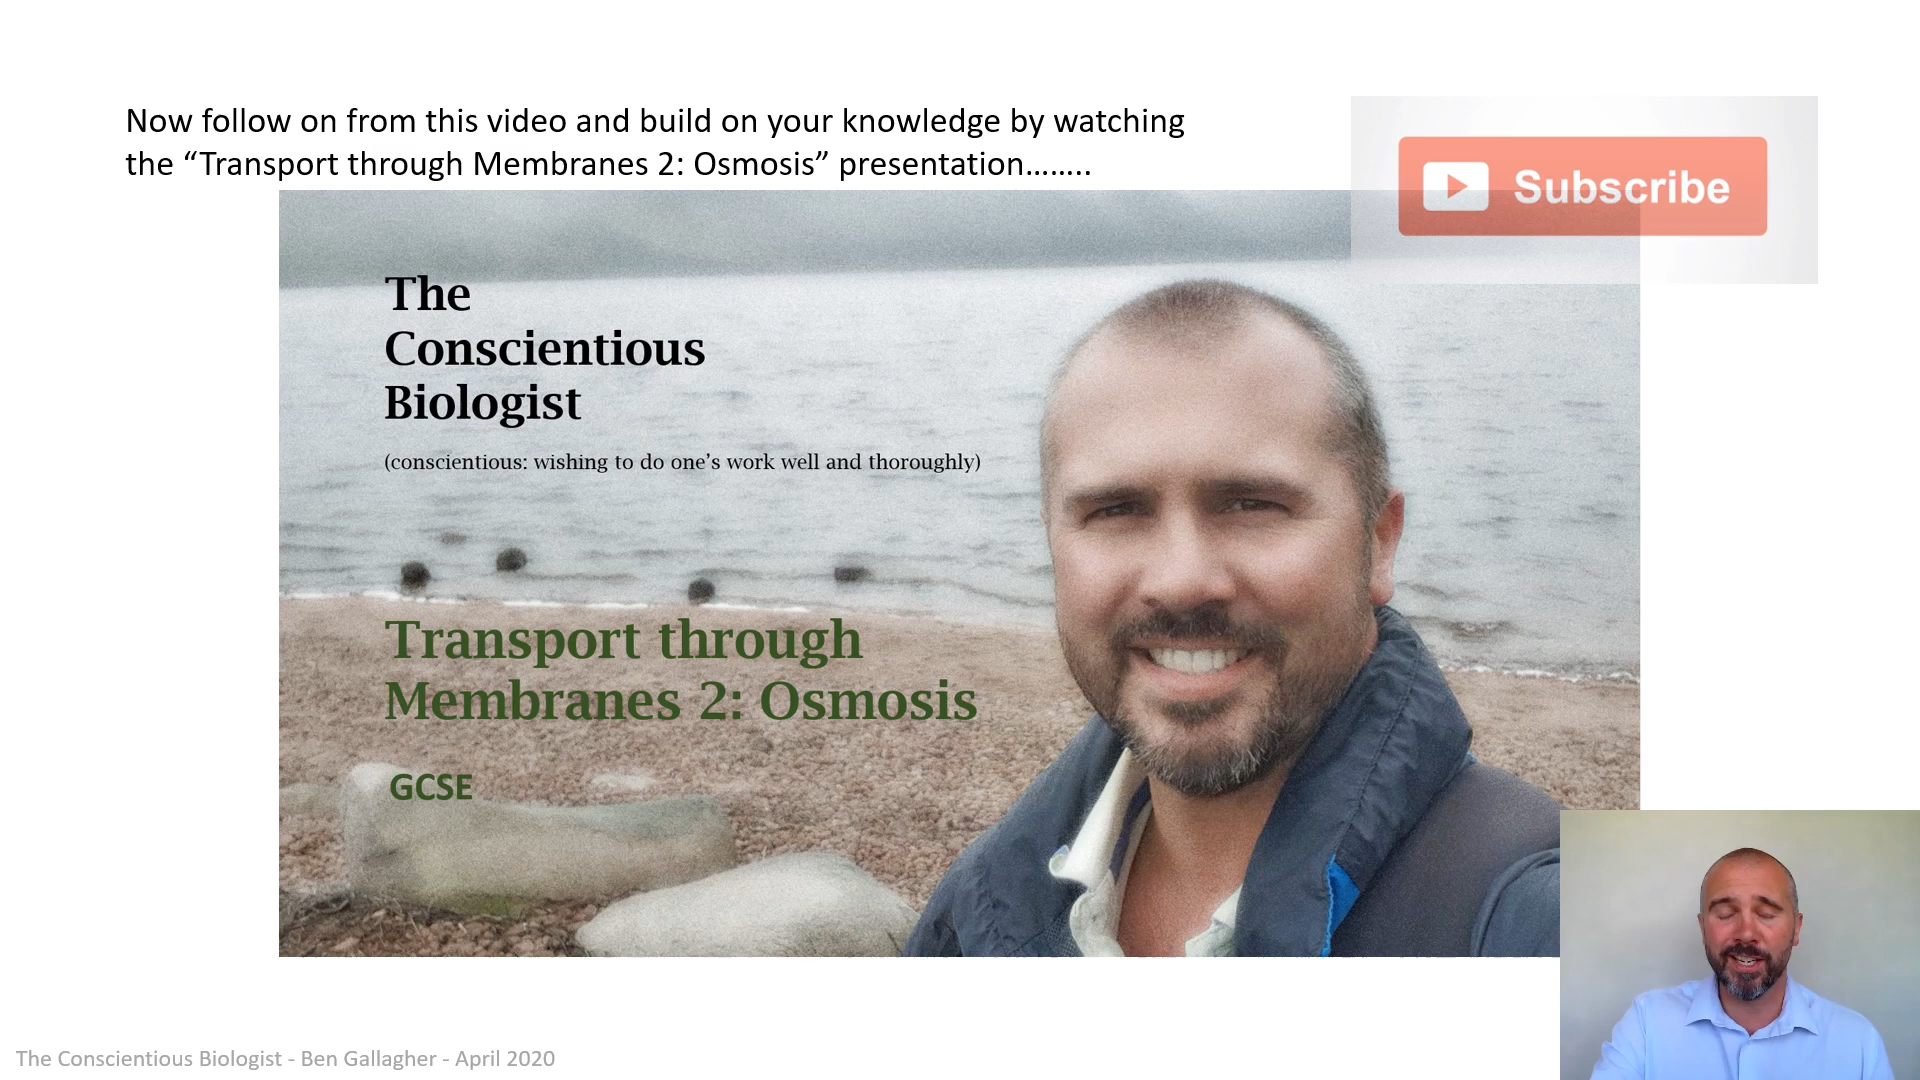 Now follow on from this video and build on your knowledge by watching
the “Transport through Membranes 2: Osmosis” presentation……..
Subscribe
The
Conscientious
Biologist
(conscientious: wishing to do one’s work well and thoroughly)
Transport through
Membranes 2: Osmosis
GCSE
The Conscientious Biologist - Ben Gallagher - April 2020